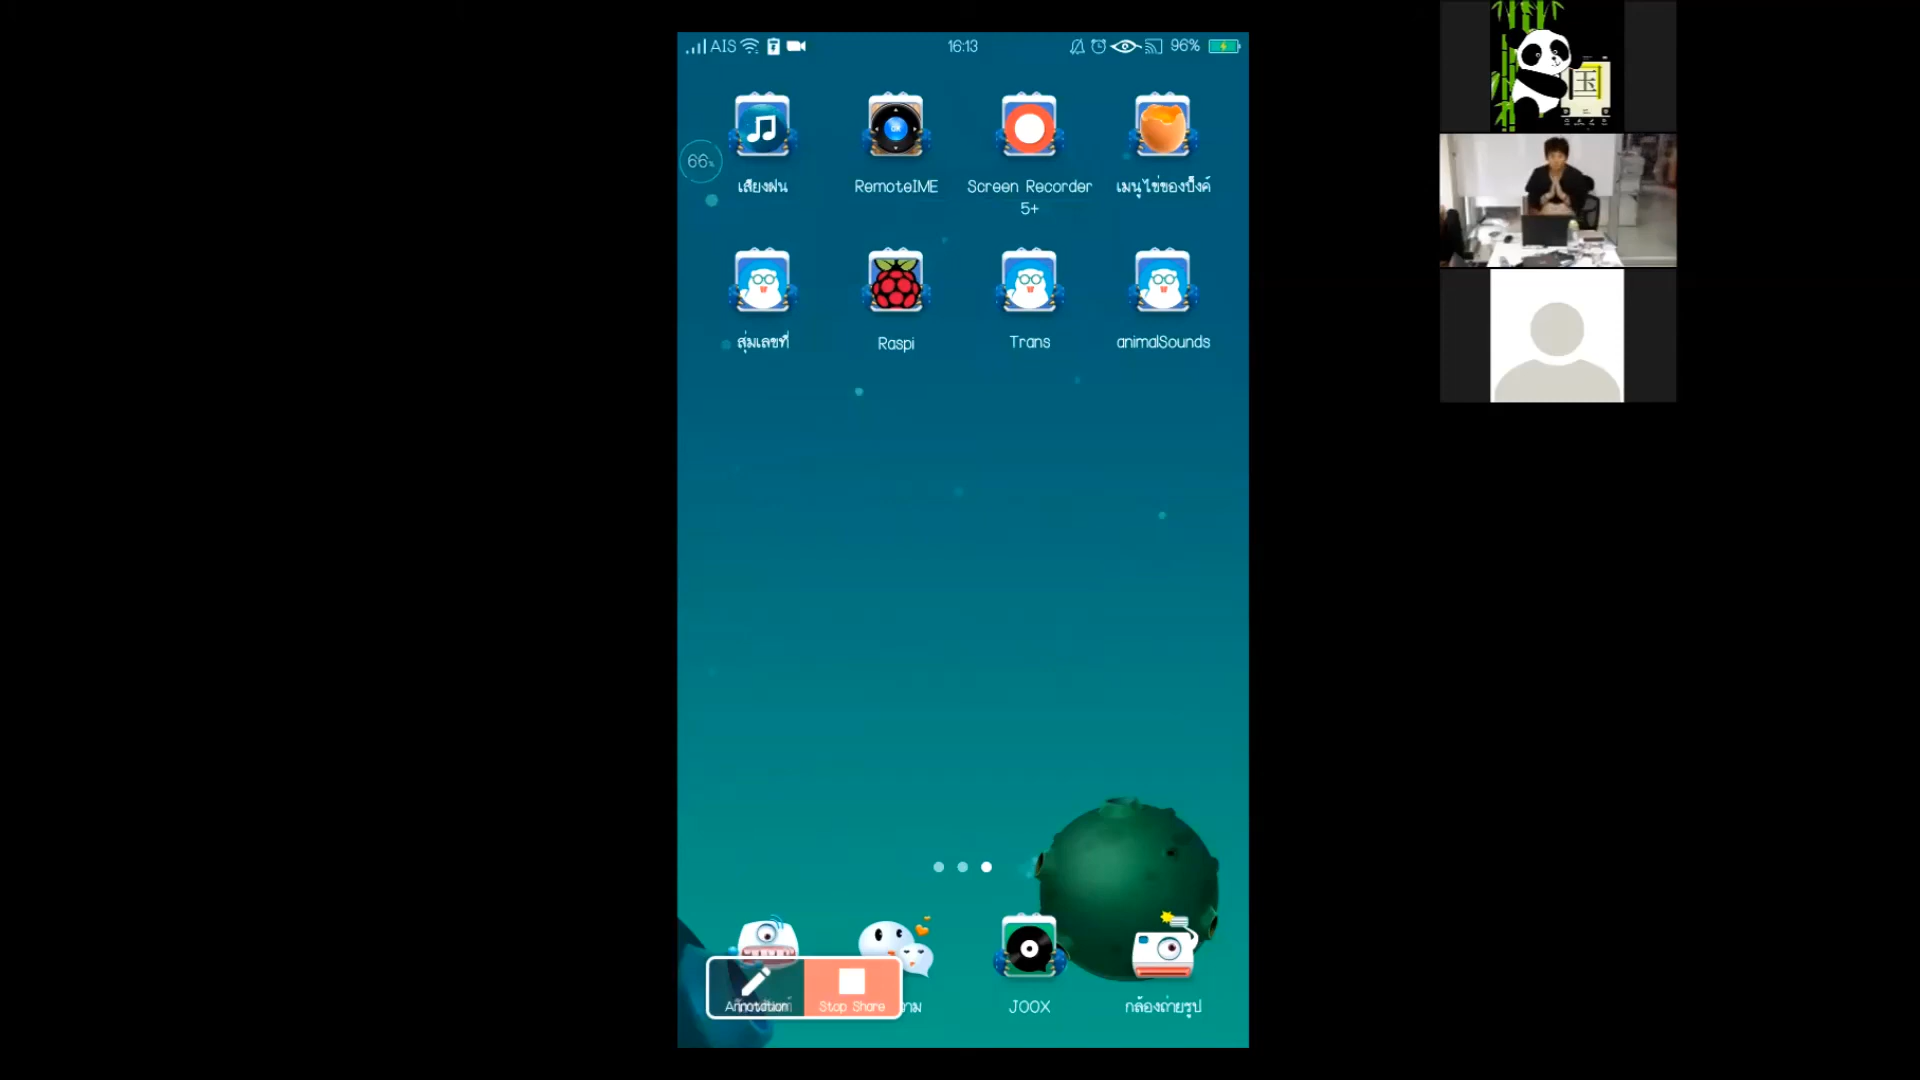 AIS
16:13
96%
66%
เสียงฝน
RemoteIME
Screen Recorder
5+
เมนูไข่ของปิ๊งค์
สุ่มเลขที่
Raspi
Trans
animalSounds
Annotation
Stop Share
JOOX
กล้องถ่ายรูป
玉